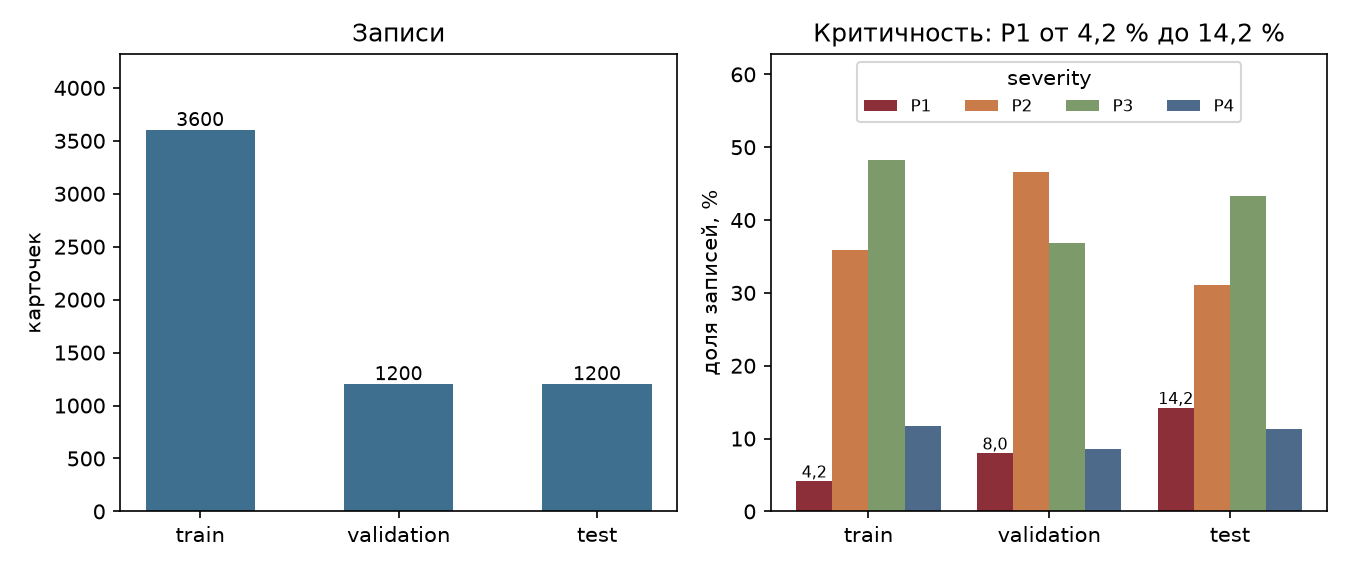 Записи
карточек
4000
3500
3000
2500
2000
1500
1000
500
0
3600
1200
1200
train
validation
test
Критичность: P1 от 4,2 % до 14,2 %
severity
P1 P2 P3 P4
доля записей, %
60
50
40
30
20
10
0
4,2
8,0
14,2
train
validation
test